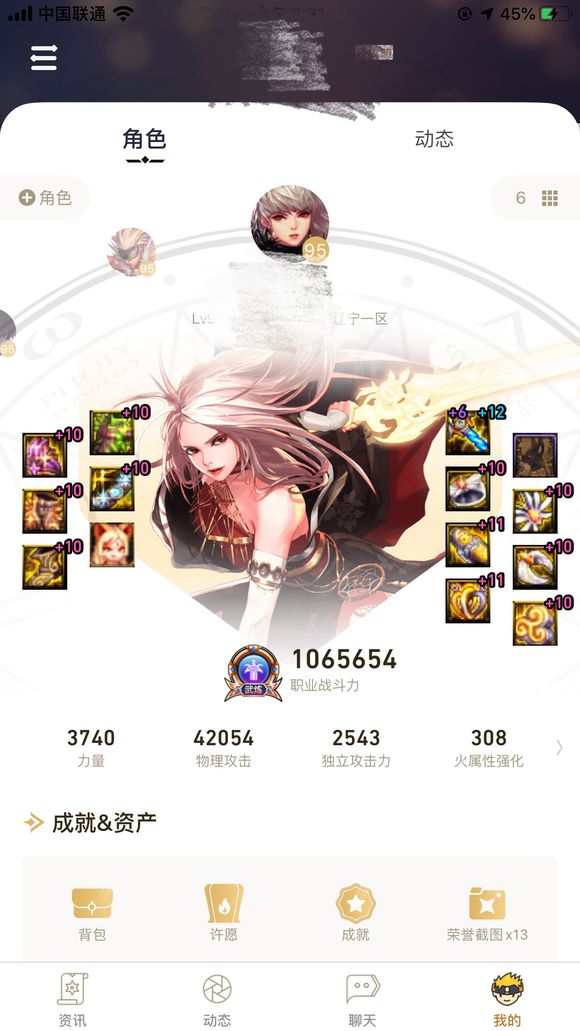 中国联通
45%
角色 动态
角色
6
95
95
95
Lv9 辽宁一区
+10
+10
+10
+10
+10
+6 +12
+10
+10
+11
+10
+11
+10
1065654
武炼
职业战斗力
3740 42054 2543 308
力量 物理攻击 独立攻击力 火属性强化
成就&资产
背包 许愿 成就 荣誉截图x13
资讯 动态 聊天 我的